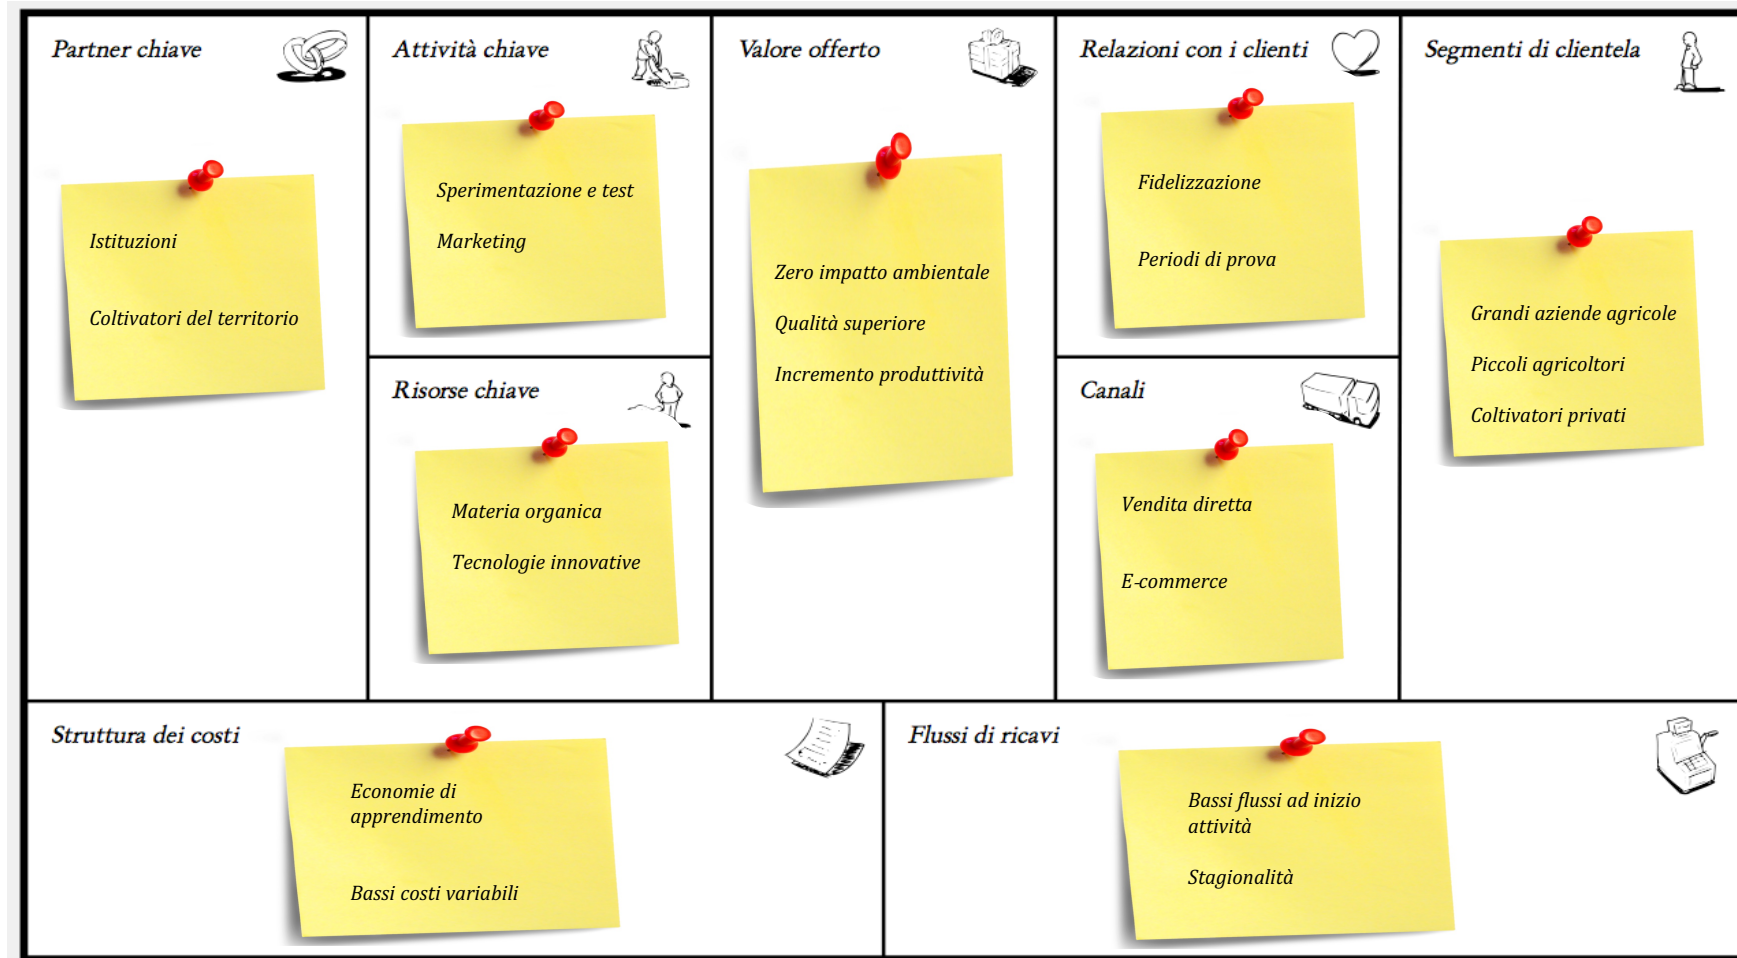 Partner chiave
Istituzioni
Coltivatori del territorio
Attività chiave
Sperimentazione e test
Marketing
Risorse chiave
Materia organica
Tecnologie innovative
Valore offerto
Zero impatto ambientale
Qualità superiore
Incremento produttività
Relazioni con i clienti
Fidelizzazione
Periodi di prova
Canali
Vendita diretta
E-commerce
Segmenti di clientela
Grandi aziende agricole
Piccoli agricoltori
Coltivatori privati
Struttura dei costi
Economie di
apprendimento
Bassi costi variabili
Flussi di ricavi
Bassi flussi ad inizio
attività
Stagionalità